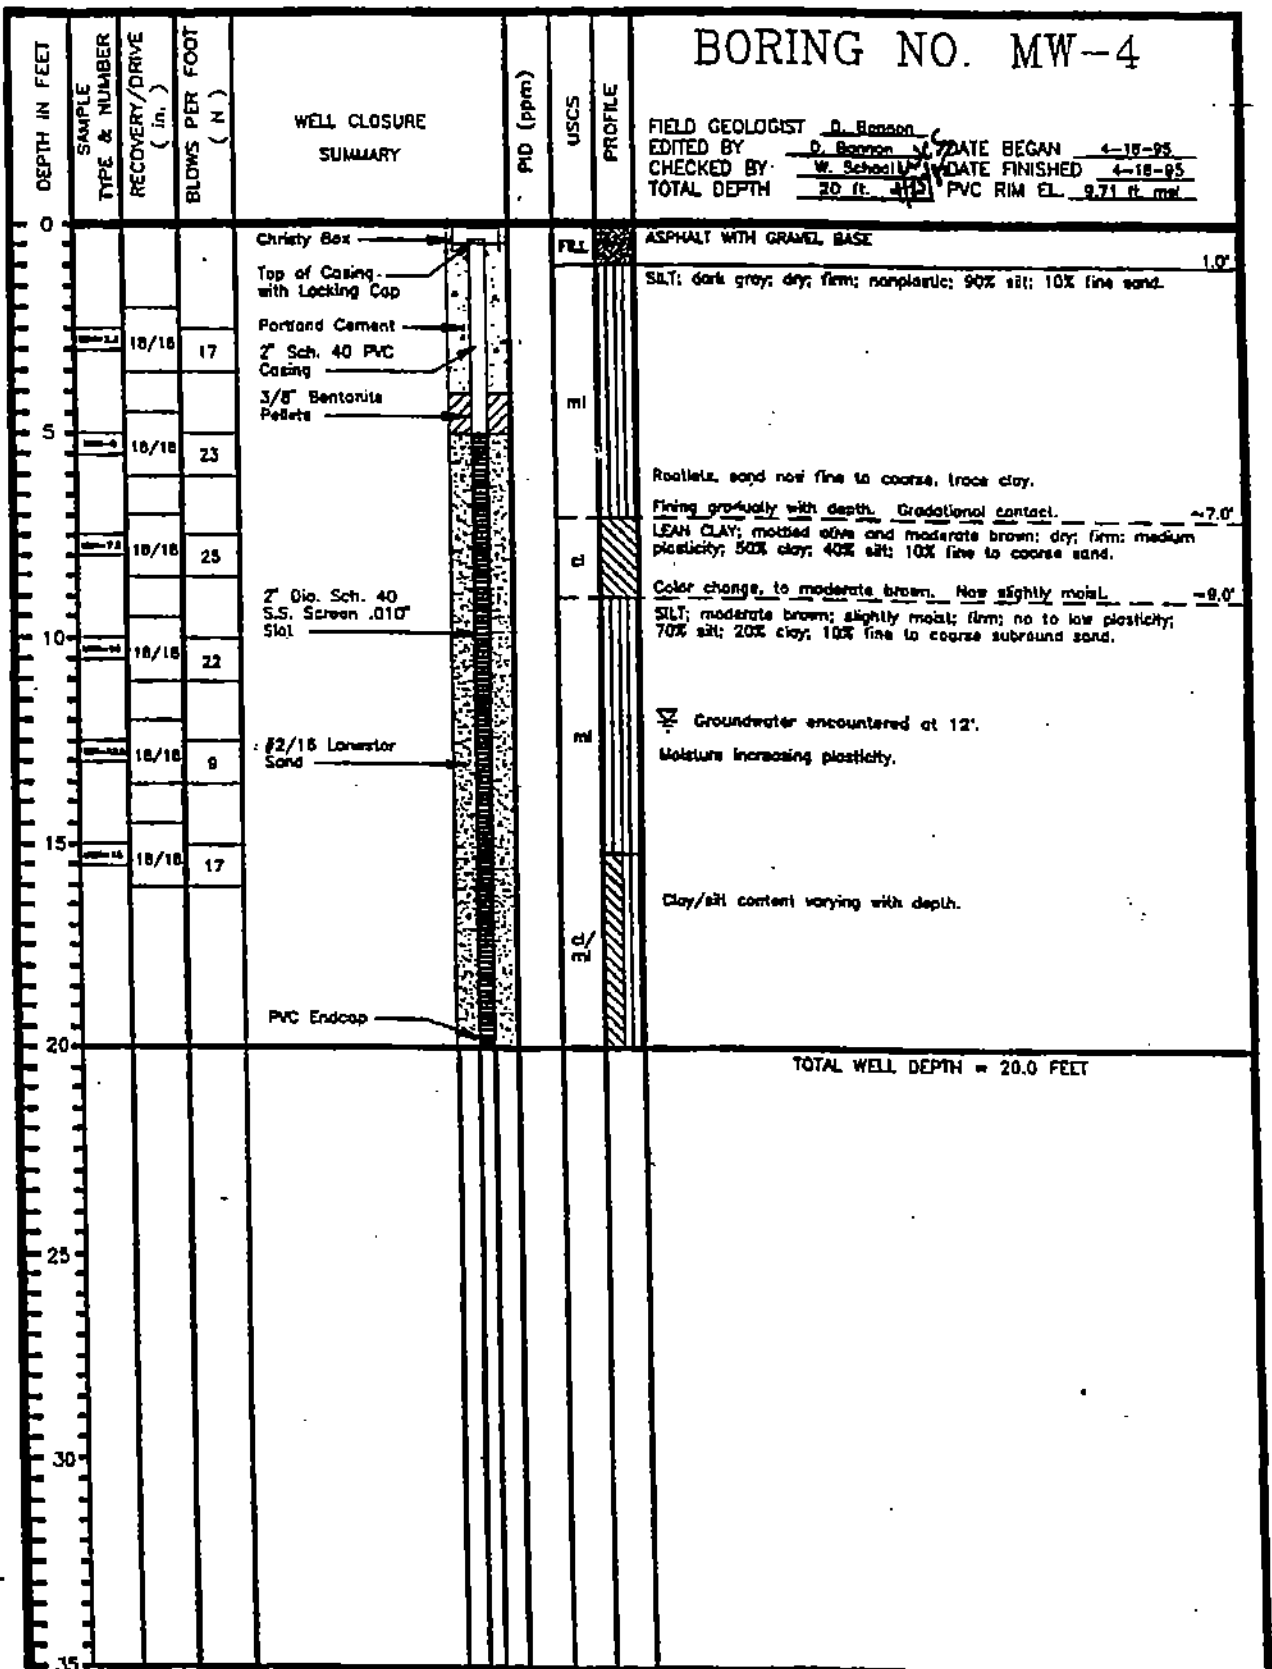 BORING NO. MW-4
DEPTH IN FEET
SAMPLE
TYPE & NUMBER
RECOVERY/DRIVE
( in. )
BLOWS PER FOOT
( N )
WELL CLOSURE
SUMMARY
PID (ppm)
USCS
PROFILE
FIELD GEOLOGIST D. Bannon
EDITED BY D. Bannon DATE BEGAN 4-18-95
CHECKED BY W. DATE FINISHED 4-18-95
TOTAL DEPTH 20 ft. PVC RIM EL. 9.71 ft. msl
0
Christy Box
FILL
ASPHALT WITH GRAVEL BASE
1.0'
Top of Casing
with Locking Cap
SILT; dark gray; dry; firm; nonplastic; 90% silt; 10% fine sand.
Portland Cement
18/18
17
2" Sch. 40 PVC
Casing
3/8" Bentonite
Pellets
ml
5
18/18
23
Rootlets, sand now fine to coarse, trace clay.
Fining gradually with depth. Gradational contact. ~7.0'
18/18
25
cl
LEAN CLAY; mottled olive and moderate brown; dry; firm; medium
plasticity; 50% clay; 40% silt; 10% fine to coarse sand.
Color change, to moderate brown. Now slightly moist. ~9.0'
2" Dia. Sch. 40
S.S. Screen .010"
Slot
SILT; moderate brown; slightly moist; firm; no to low plasticity;
70% silt; 20% clay; 10% fine to coarse subround sand.
10
18/18
22
Groundwater encountered at 12'.
ml
18/18
9
#2/16 Lonestar
Sand
Moisture increasing plasticity.
15
18/18
17
Clay/silt content varying with depth.
cl/
ml
PVC Endcap
20
TOTAL WELL DEPTH = 20.0 FEET
25
30
35